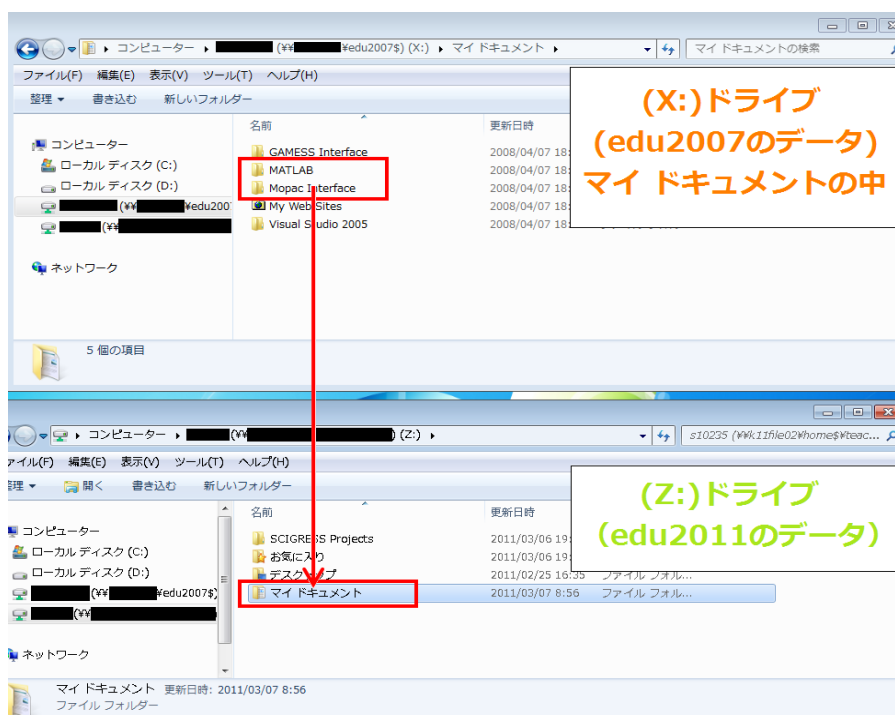 コンピューター (¥¥ ¥edu2007$) (X:) マイ ドキュメント マイ ドキュメントの検索
ファイル(F) 編集(E) 表示(V) ツール(T) ヘルプ(H)
整理 書き込む 新しいフォルダー
(X:)ドライブ
(edu2007のデータ)
マイ ドキュメントの中
名前 更新日時
コンピューター
ローカル ディスク (C:)
ローカル ディスク (D:)
(¥¥ ¥edu200
(¥¥
ネットワーク
GAMESS Interface 2008/04/07 18:
MATLAB 2008/04/07 18:
Mopac Interface 2008/04/07 18:
My Web Sites 2008/04/07 18:
Visual Studio 2005 2008/04/07 18:
5 個の項目
コンピューター (¥¥ ) (Z:) s10235 (¥¥k11file02¥home$¥teac...
ァイル(F) 編集(E) 表示(V) ツール(T) ヘルプ(H)
整理 開く 書き込む 新しいフォルダー
(Z:)ドライブ
(edu2011のデータ)
名前 更新日時
コンピューター
ローカル ディスク (C:)
ローカル ディスク (D:)
(¥¥ ¥edu2007$)
(¥¥
ネットワーク
SCIGRESS Projects 2011/03/06 19:
お気に入り 2011/03/06 19:
デスクトップ 2011/02/25 16:35 ファイル フォル...
マイ ドキュメント 2011/03/07 8:56 ファイル フォル...
マイ ドキュメント 更新日時: 2011/03/07 8:56
ファイル フォルダー